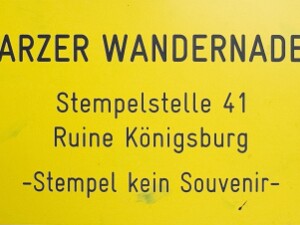 ARZER WANDERNADE
Stempelstelle 41
Ruine Königsburg
-Stempel kein Souvenir-